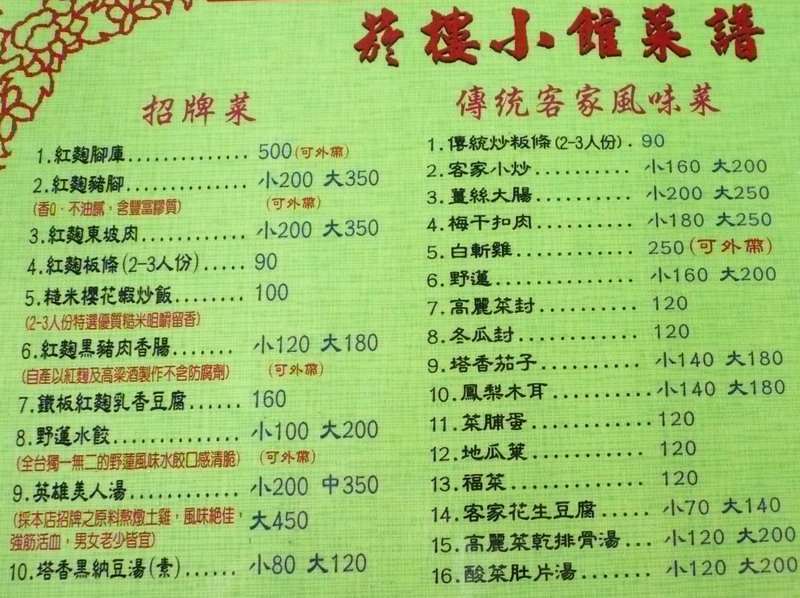 菸樓小館菜譜
招牌菜
1.紅麴腳庫.............. 500(可外帶)
2.紅麴豬腳............ 小200 大350
(香Q．不油膩，含豐富膠質) (可外帶)
3.紅麴東坡肉........... 小200 大350
4.紅麴板條(2-3人份)..... 90
5.糙米櫻花蝦炒飯........ 100
(2-3人份特選優質糙米咀嚼留香)
6.紅麴黑豬肉香腸....... 小120 大180
(自產以紅麴及高梁酒製作不含防腐劑) (可外帶)
7.鐵板紅麴乳香豆腐...... 160
8.野蓮水餃............. 小100 大200
(全台獨一無二的野蓮風味水餃口感清脆) (可外帶)
9.英雄美人湯........... 小200 中350
(採本店招牌之原料熬燉土雞，風味絕佳， 大450
強筋活血，男女老少皆宜)
10.塔香黑納豆湯(素)..... 小80 大120
傳統客家風味菜
1.傳統炒粄條(2-3人份). 90
2.客家小炒.......... 小160 大200
3.薑絲大腸.......... 小200 大250
4.梅干扣肉.......... 小180 大250
5.白斬雞............ 250(可外帶)
6.野蓮.............. 小160 大200
7.高麗菜封.......... 120
8.冬瓜封............ 120
9.塔香茄子.......... 小140 大180
10.鳳梨木耳......... 小140 大180
11.菜脯蛋............120
12.地瓜葉........... 120
13.福菜............. 120
14.客家花生豆腐..... 小70 大140
15.高麗菜乾排骨湯... 小120 大200
16.酸菜肚片湯....... 小120 大200